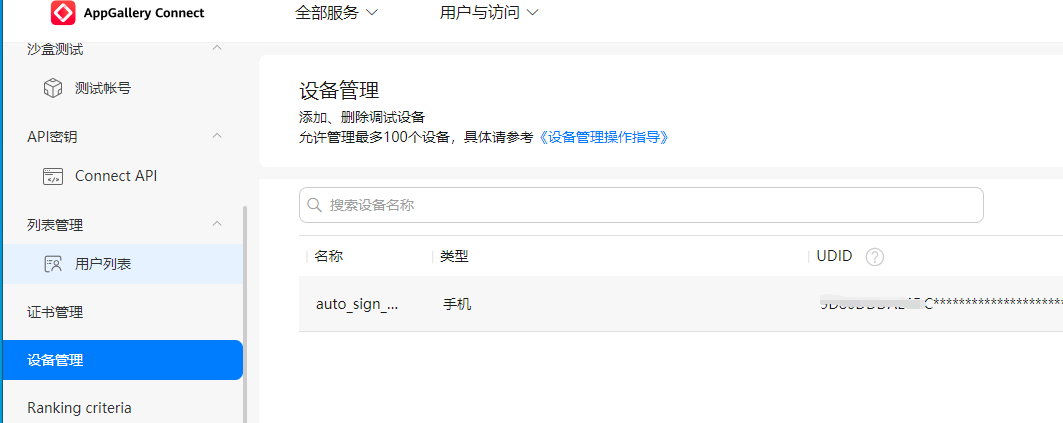 AppGallery Connect
全部服务
用户与访问
沙盒测试
测试帐号
API密钥
Connect API
列表管理
用户列表
证书管理
设备管理
Ranking criteria
设备管理
添加、删除调试设备
允许管理最多100个设备，具体请参考《设备管理操作指导》
搜索设备名称
名称 类型 UDID ?
auto_sign_... 手机